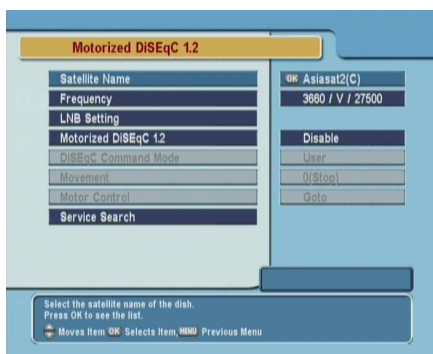 Motorized DiSEqC 1.2
Satellite Name OK Asiasat2(C)
Frequency 3660 / V / 27500
LNB Setting
Motorized DiSEqC 1.2 Disable
DiSEqC Command Mode User
Movement 0(Stop)
Motor Control Goto
Service Search
Select the satellite name of the dish.
Press OK to see the list.
Moves Item OK Selects Item, MENU Previous Menu